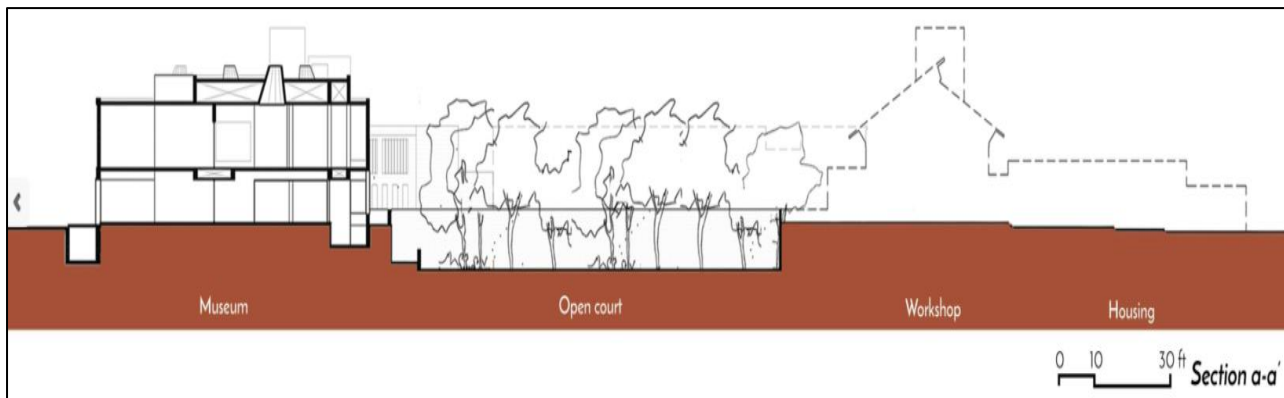 Museum
Open court
Workshop
Housing
0 10 30 ft
Section a-a'